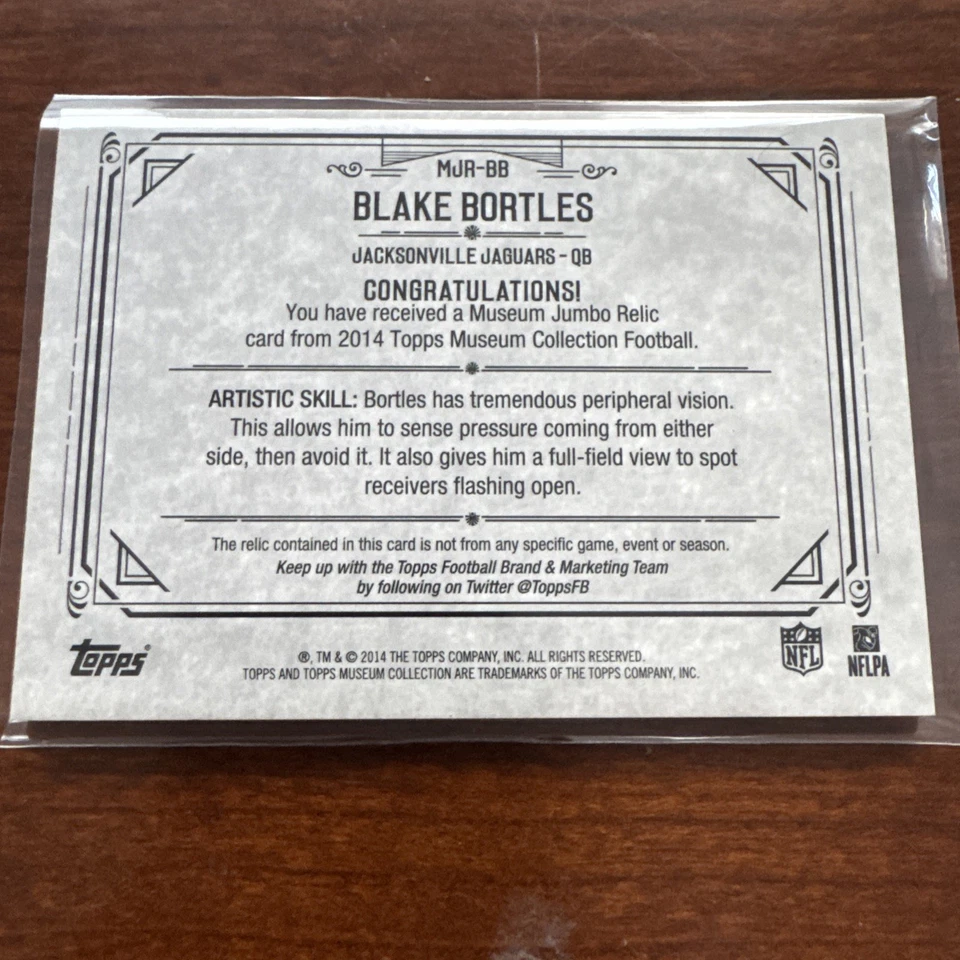 MJR-BB
BLAKE BORTLES
JACKSONVILLE JAGUARS - QB
CONGRATULATIONS!
You have received a Museum Jumbo Relic
card from 2014 Topps Museum Collection Football.
ARTISTIC SKILL: Bortles has tremendous peripheral vision.
This allows him to sense pressure coming from either
side, then avoid it. It also gives him a full-field view to spot
receivers flashing open.
The relic contained in this card is not from any specific game, event or season.
Keep up with the Topps Football Brand & Marketing Team
by following on Twitter @ToppsFB
topps®
®, TM & © 2014 THE TOPPS COMPANY, INC. ALL RIGHTS RESERVED.
TOPPS AND TOPPS MUSEUM COLLECTION ARE TRADEMARKS OF THE TOPPS COMPANY, INC.
NFL
NFLPA